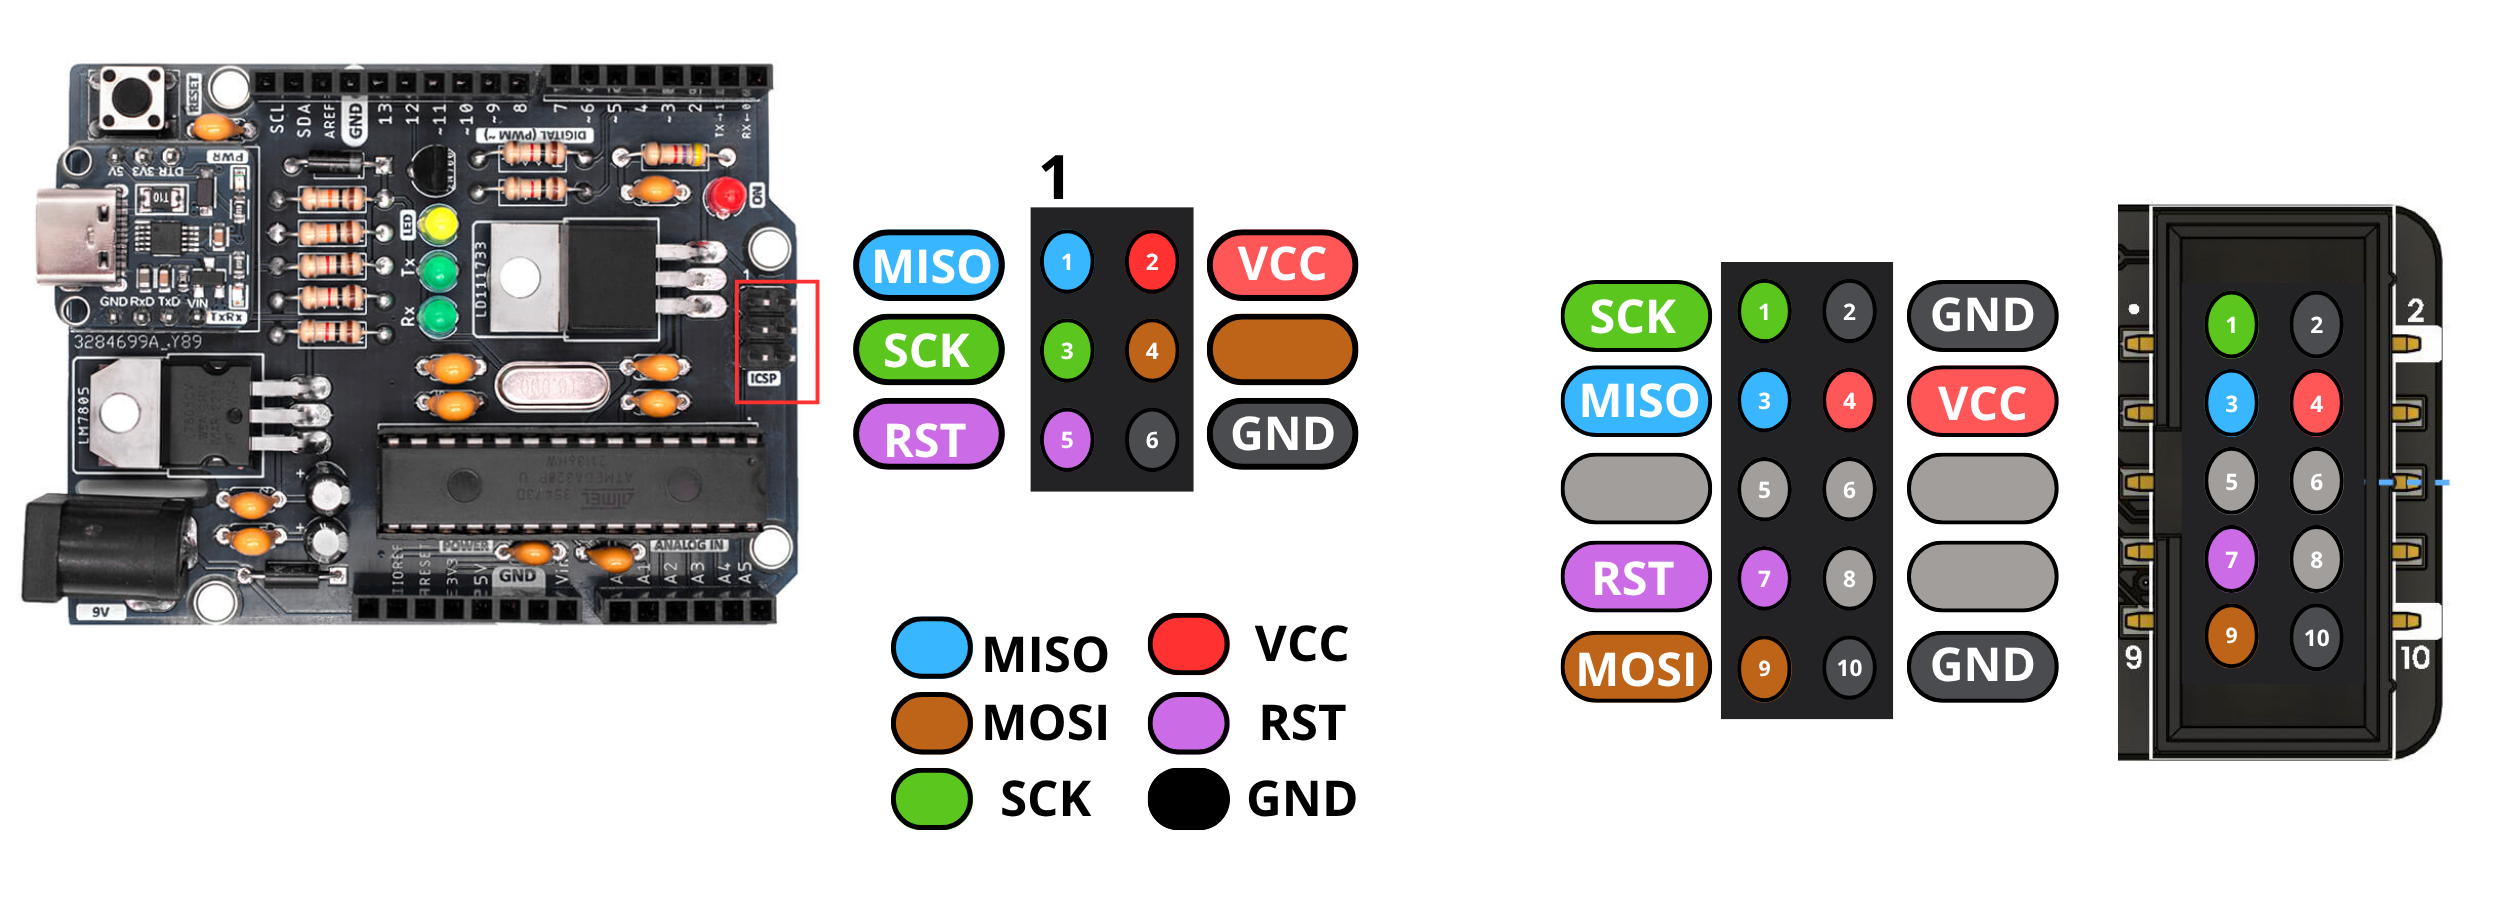 RESET
SCL
SDA
AREF
GND
13
12
~11
~10
~9
8
7
~6
~5
4
~3
2
TX→1
RX←0
DIGITAL (PWM ~)
PWR
5V
3V3
DTR
T10
GND RxD TxD VIN
TxRx
3284699A_Y89
LED
Tx
Rx
LD111733
ON
1
ICSP
LM7805
ATMEL
ATMEGA328P U
POWER
ANALOG IN
IOREF
RESET
3V3
5V
GND
Vin
A1
A2
A3
A4
A5
9V
1
MISO 1 2 VCC
SCK 3 4
RST 5 6 GND
MISO VCC
MOSI RST
SCK GND
SCK 1 2 GND
MISO 3 4 VCC
5 6
RST 7 8
MOSI 9 10 GND
2
1 2
3 4
5 6
7 8
9 10
9 10